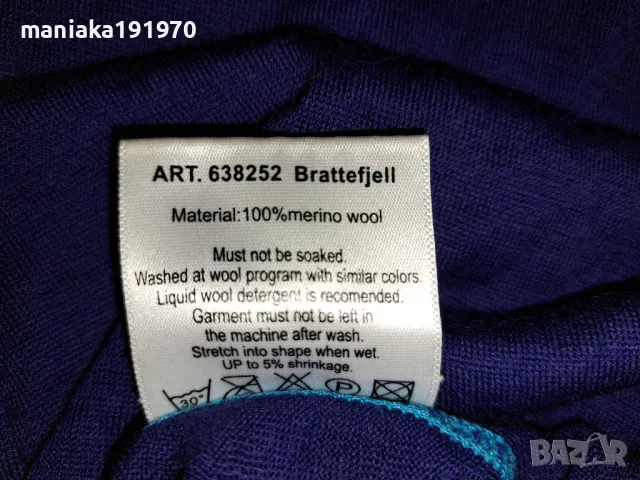 maniaka191970
ART. 638252 Brattefjell
Material:100%merino wool
Must not be soaked.
Washed at wool program with similar colors.
Liquid wool detergent is recomended.
Garment must not be left in
the machine after wash.
Stretch into shape when wet.
UP to 5% shrinkage.
30°
P
BAZAR